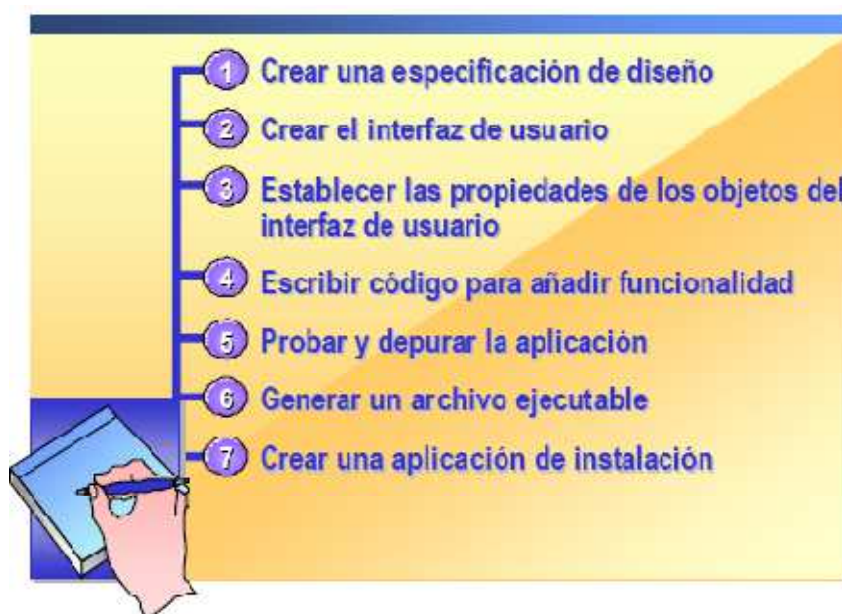 1 Crear una especificación de diseño
2 Crear el interfaz de usuario
3 Establecer las propiedades de los objetos del
interfaz de usuario
4 Escribir código para añadir funcionalidad
5 Probar y depurar la aplicación
6 Generar un archivo ejecutable
7 Crear una aplicación de instalación